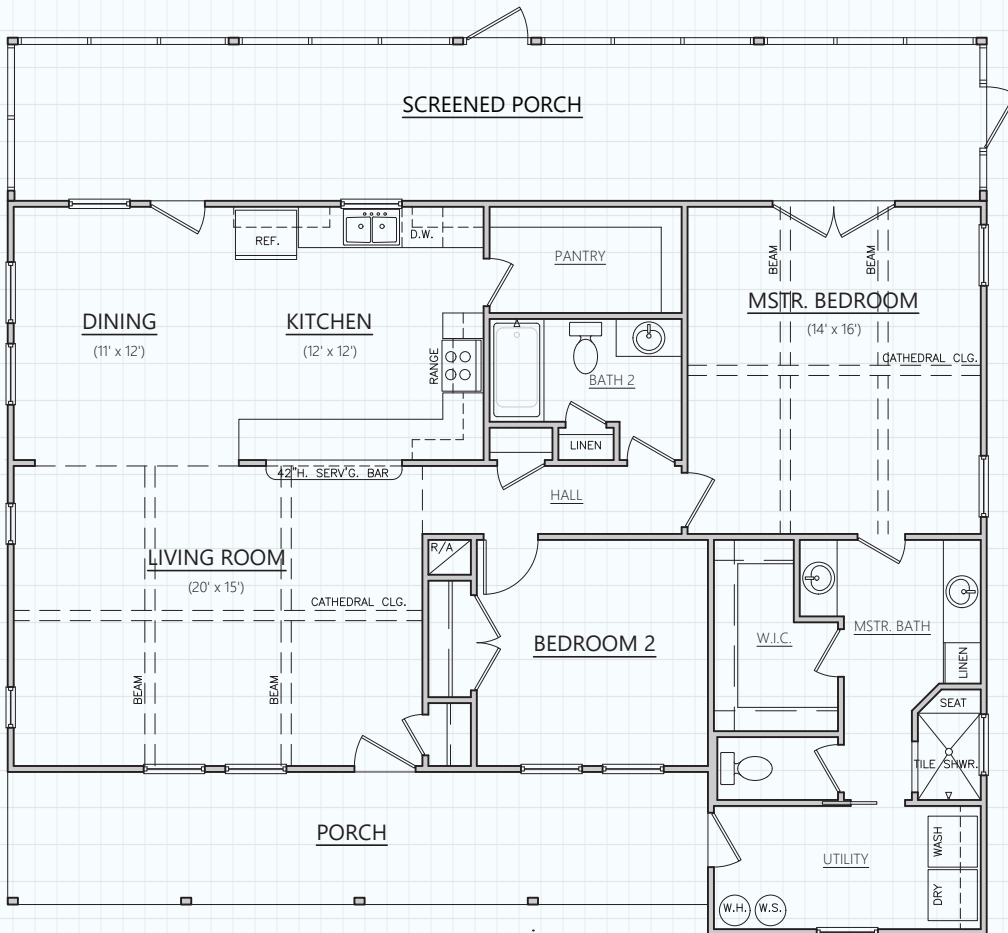 SCREENED PORCH
REF.
D.W.
PANTRY
BEAM
BEAM
DINING
(11' x 12')
KITCHEN
(12' x 12')
MSTR. BEDROOM
(14' x 16')
RANGE
CATHEDRAL CLG.
BATH 2
LINEN
42"H. SERV'G. BAR
HALL
R/A
LIVING ROOM
(20' x 15')
CATHEDRAL CLG.
BEDROOM 2
W.I.C.
MSTR. BATH
LINEN
BEAM
BEAM
SEAT
TILE SHWR.
PORCH
UTILITY
WASH
DRY
W.H.
W.S.